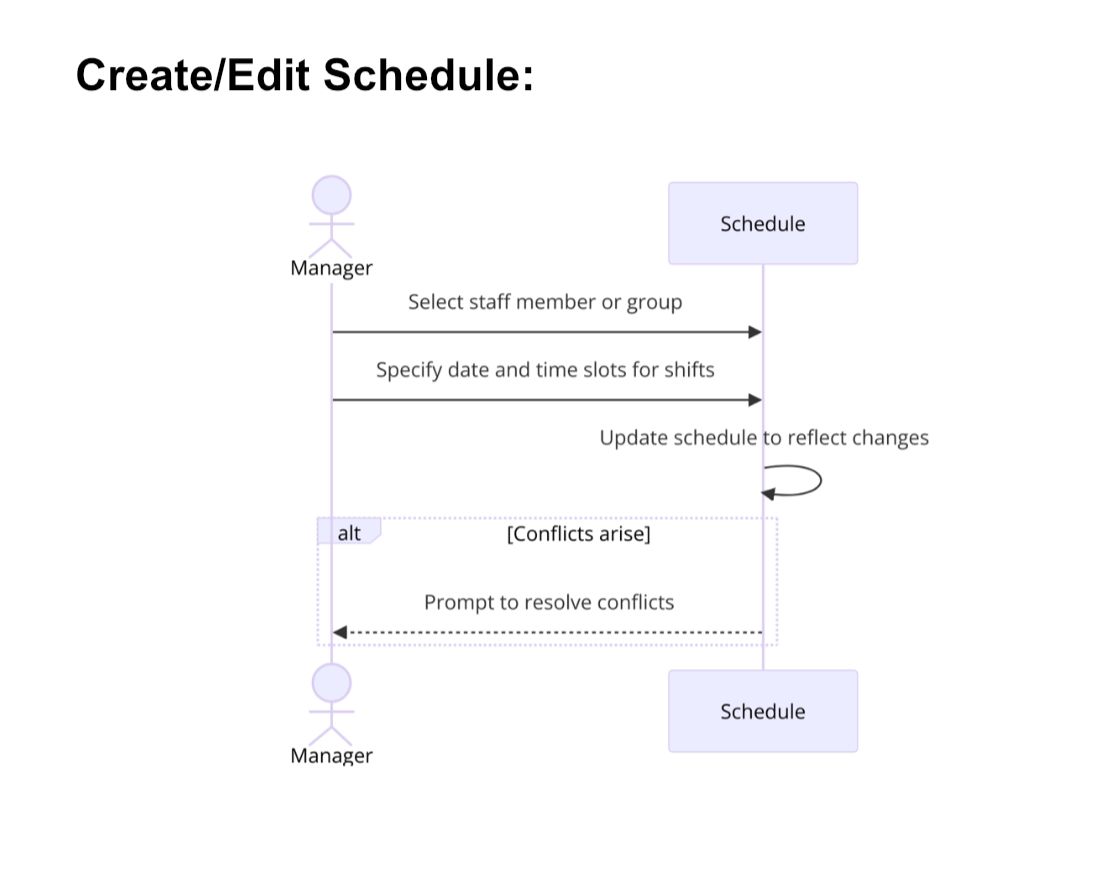 Create/Edit Schedule:
Manager
Schedule
Select staff member or group
Specify date and time slots for shifts
Update schedule to reflect changes
alt
[Conflicts arise]
Prompt to resolve conflicts
Manager
Schedule